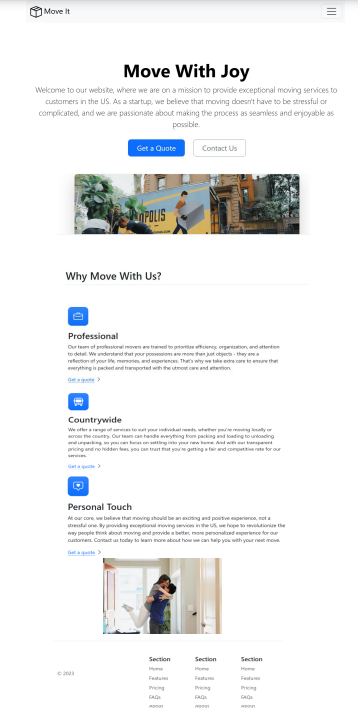 Move It
Move With Joy
Welcome to our website, where we are on a mission to provide exceptional moving services to
customers in the US. As a startup, we believe that moving doesn't have to be stressful or
complicated, and we are passionate about making the process as seamless and enjoyable as
possible.
Get a Quote
Contact Us
OPOLIS
Why Move With Us?
Professional
Our team of professional movers are trained to prioritize efficiency, organization, and attention
to detail. We understand that your possessions are more than just objects - they are a
reflection of your life, memories, and experiences. That's why we take extra care to ensure that
everything is packed and transported with the utmost care and attention.
Get a quote
Countrywide
We offer a range of services to suit your individual needs, whether you're moving locally or
across the country. Our team can handle everything from packing and loading to unloading
and unpacking, so you can focus on settling into your new home. And with our transparent
pricing and no hidden fees, you can trust that you're getting a fair and competitive rate for our
services.
Get a quote
Personal Touch
At our core, we believe that moving should be an exciting and positive experience, not a
stressful one. By providing exceptional moving services in the US, we hope to revolutionize the
way people think about moving and provide a better, more personalized experience for our
customers. Contact us today to learn more about how we can help you with your next move.
Get a quote
© 2023
Section
Home
Features
Pricing
FAQs
About
Section
Home
Features
Pricing
FAQs
About
Section
Home
Features
Pricing
FAQs
About